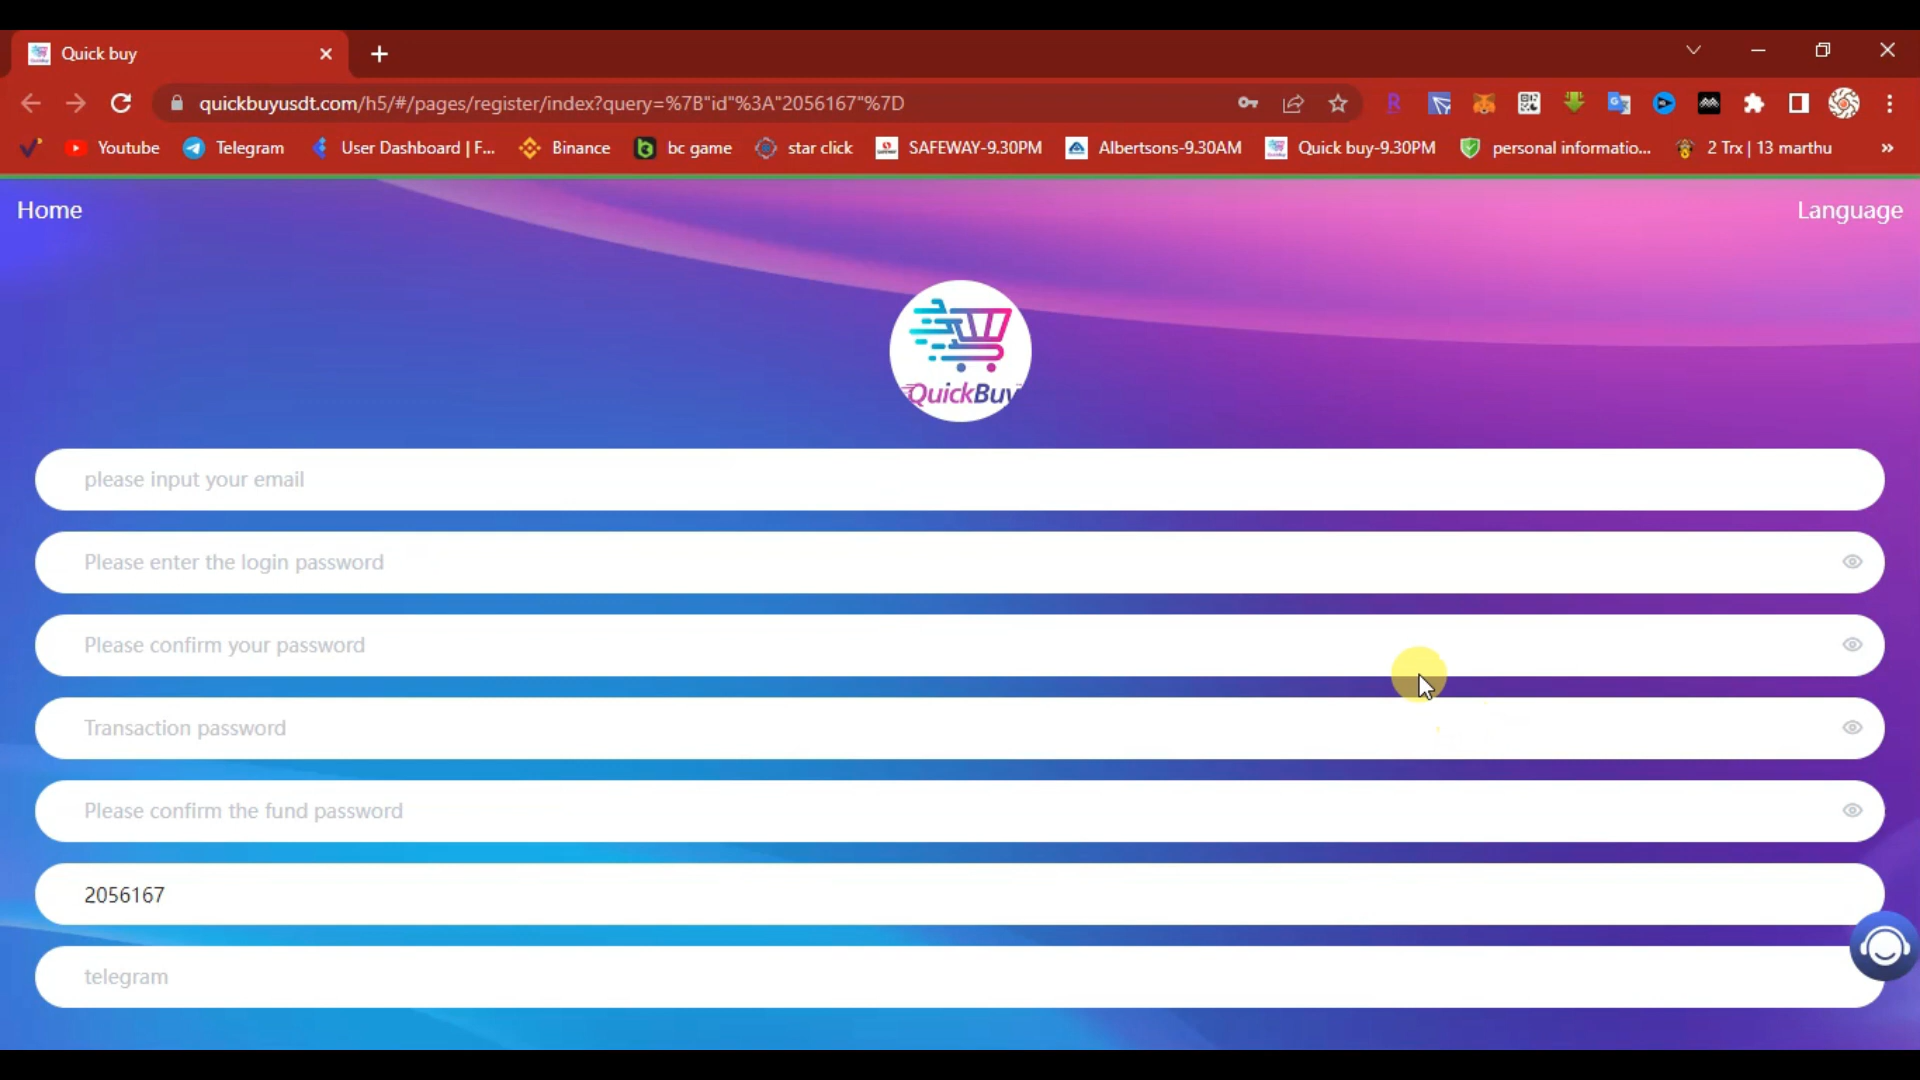 Quick buy
quickbuyusdt.com/h5/#/pages/register/index?query=%7B"id"%3A"2056167"%7D
Youtube Telegram User Dashboard | F... Binance bc game star click SAFEWAY-9.30PM Albertsons-9.30AM Quick buy-9.30PM personal informatio... 2 Trx | 13 marthu »
Home Language
QuickBuy
please input your email
Please enter the login password
Please confirm your password
Transaction password
Please confirm the fund password
2056167
telegram